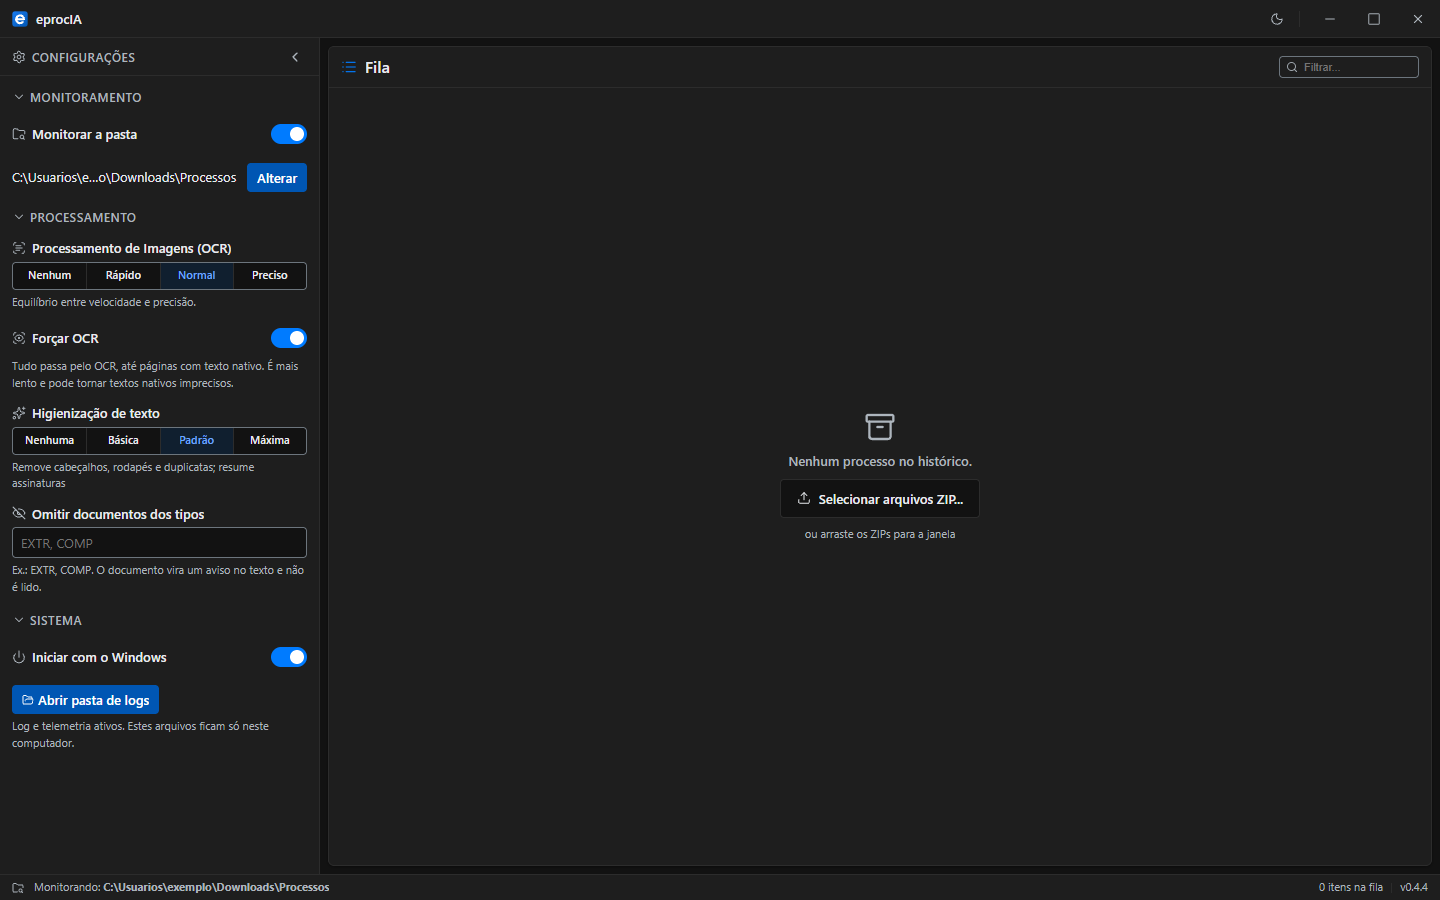 eprocIA
CONFIGURAÇÕES
MONITORAMENTO
Monitorar a pasta
C:\Usuarios\e...o\Downloads\Processos
Alterar
PROCESSAMENTO
Processamento de Imagens (OCR)
Nenhum Rápido Normal Preciso
Equilíbrio entre velocidade e precisão.
Forçar OCR
Tudo passa pelo OCR, até páginas com texto nativo. É mais
lento e pode tornar textos nativos imprecisos.
Higienização de texto
Nenhuma Básica Padrão Máxima
Remove cabeçalhos, rodapés e duplicatas; resume
assinaturas
Omitir documentos dos tipos
EXTR, COMP
Ex.: EXTR, COMP. O documento vira um aviso no texto e não
é lido.
SISTEMA
Iniciar com o Windows
Abrir pasta de logs
Log e telemetria ativos. Estes arquivos ficam só neste
computador.
Fila
Filtrar...
Nenhum processo no histórico.
Selecionar arquivos ZIP...
ou arraste os ZIPs para a janela
Monitorando: C:\Usuarios\exemplo\Downloads\Processos
0 itens na fila
v0.4.4